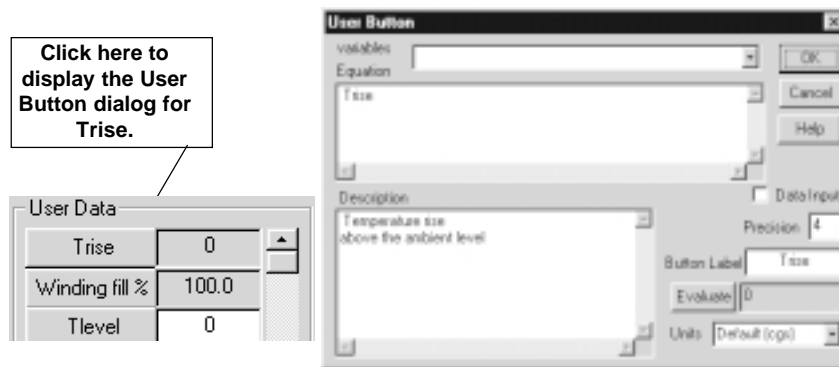 Click here to
display the User
Button dialog for
Trise.
User Data
Trise 0
Winding fill % 100.0
Tlevel 0
User Button
variables
Equation
Trise
OK
Cancel
Help
Description
Temperature rise
above the ambient level
Data Input
Precision 4
Button Label Trise
Evaluate 0
Units Default (cgs)